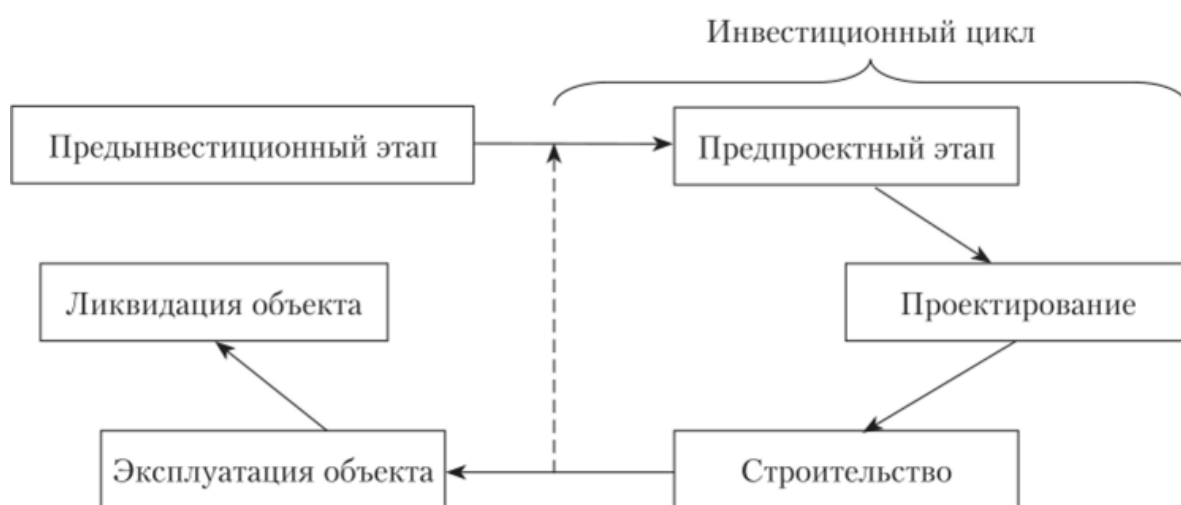 Инвестиционный цикл
Предынвестиционный этап
Предпроектный этап
Ликвидация объекта
Проектирование
Эксплуатация объекта
Строительство